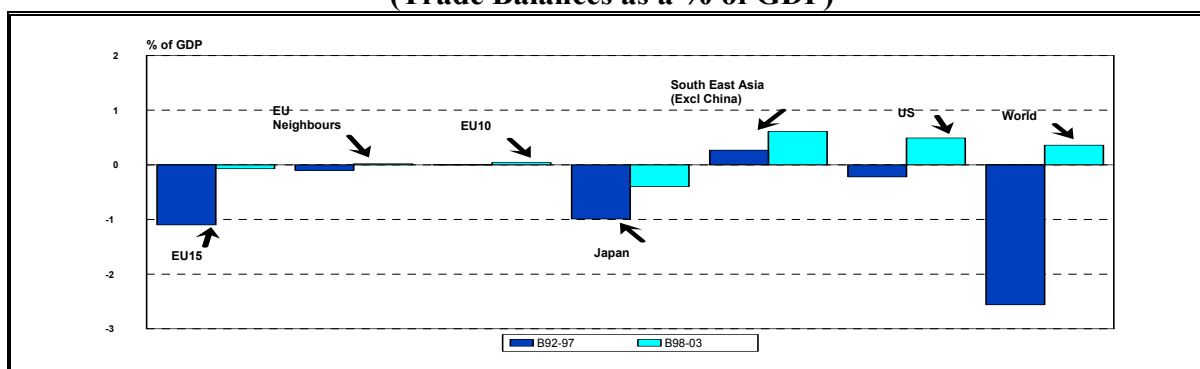 (Trade Balances as a % of GDP)
% of GDP
2
1
0
-1
-2
-3
EU15
EU
Neighbours
EU10
Japan
South East Asia
(Excl China)
US
World
B92-97 B98-03